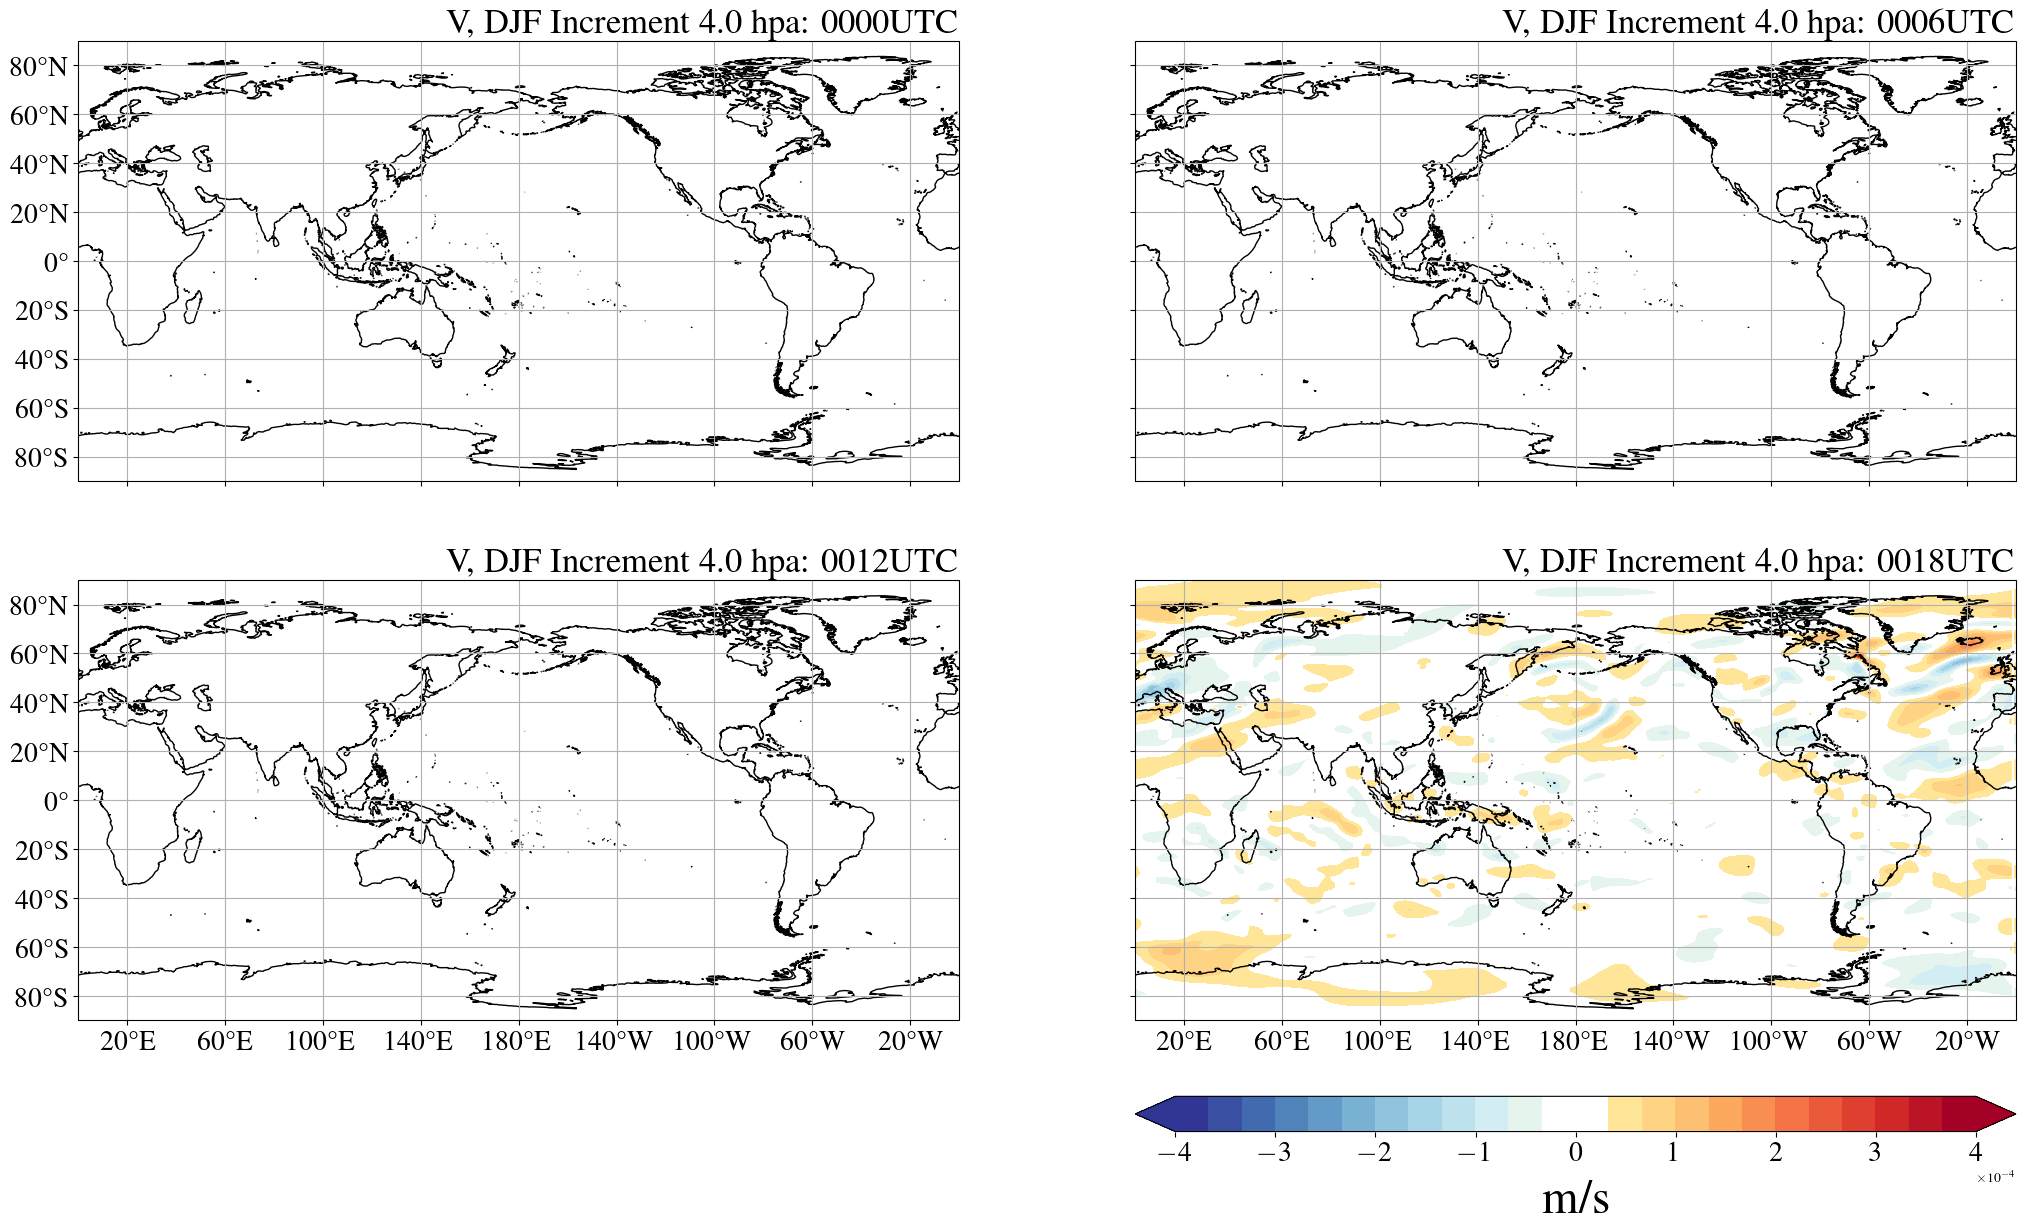 V, DJF Increment 4.0 hpa: 0000UTC
V, DJF Increment 4.0 hpa: 0006UTC
80°N
60°N
40°N
20°N
0°
20°S
40°S
60°S
80°S
V, DJF Increment 4.0 hpa: 0012UTC
V, DJF Increment 4.0 hpa: 0018UTC
80°N
60°N
40°N
20°N
0°
20°S
40°S
60°S
80°S
20°E 60°E 100°E 140°E 180°E 140°W 100°W 60°W 20°W
20°E 60°E 100°E 140°E 180°E 140°W 100°W 60°W 20°W
−4 −3 −2 −1 0 1 2 3 4
×10⁻⁴
m/s